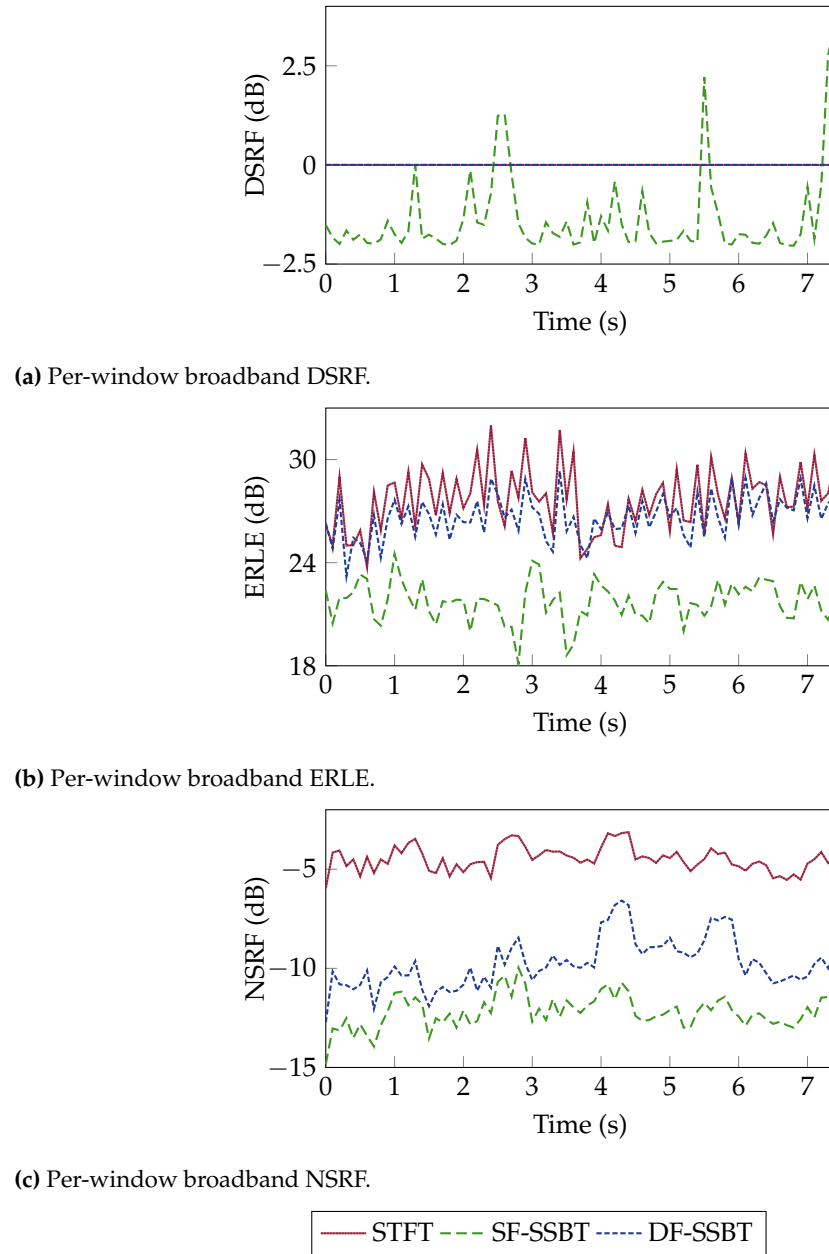 2.5
0
−2.5
DSRF (dB)
0 1 2 3 4 5 6 7
Time (s)
(a) Per-window broadband DSRF.
30
24
18
ERLE (dB)
0 1 2 3 4 5 6 7
Time (s)
(b) Per-window broadband ERLE.
−5
−10
−15
NSRF (dB)
0 1 2 3 4 5 6 7
Time (s)
(c) Per-window broadband NSRF.
STFT SF-SSBT DF-SSBT